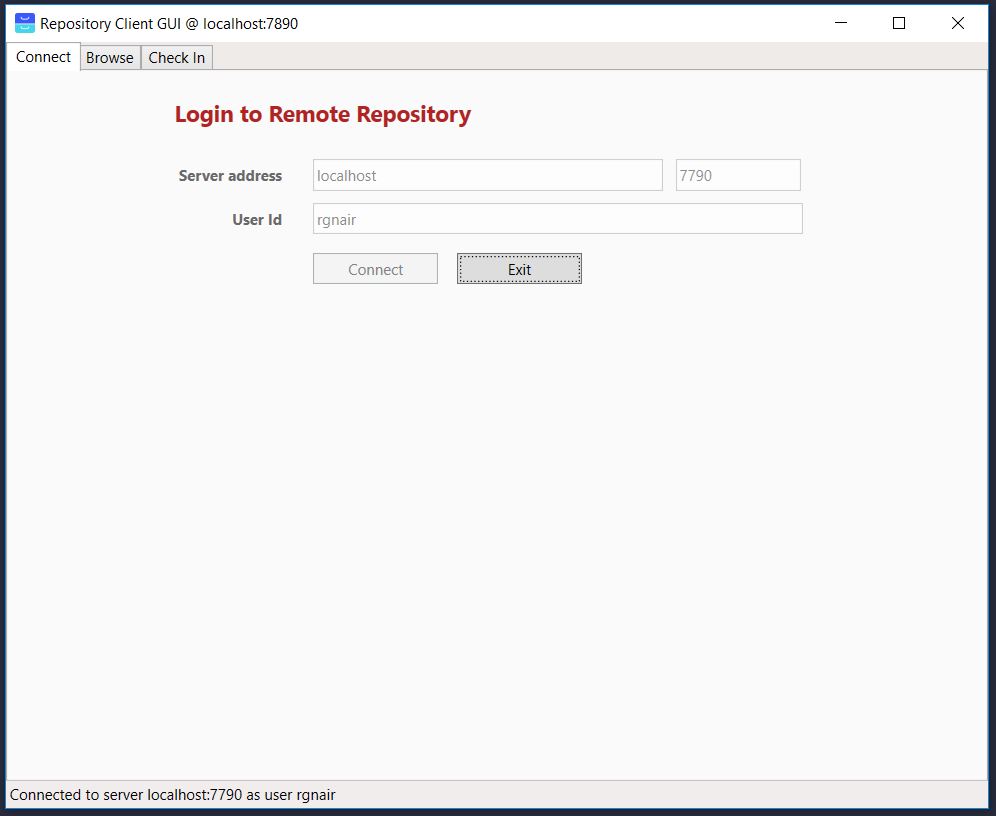 Repository Client GUI @ localhost:7890
Connect Browse Check In
Login to Remote Repository
Server address localhost 7790
User Id rgnair
Connect Exit
Connected to server localhost:7790 as user rgnair